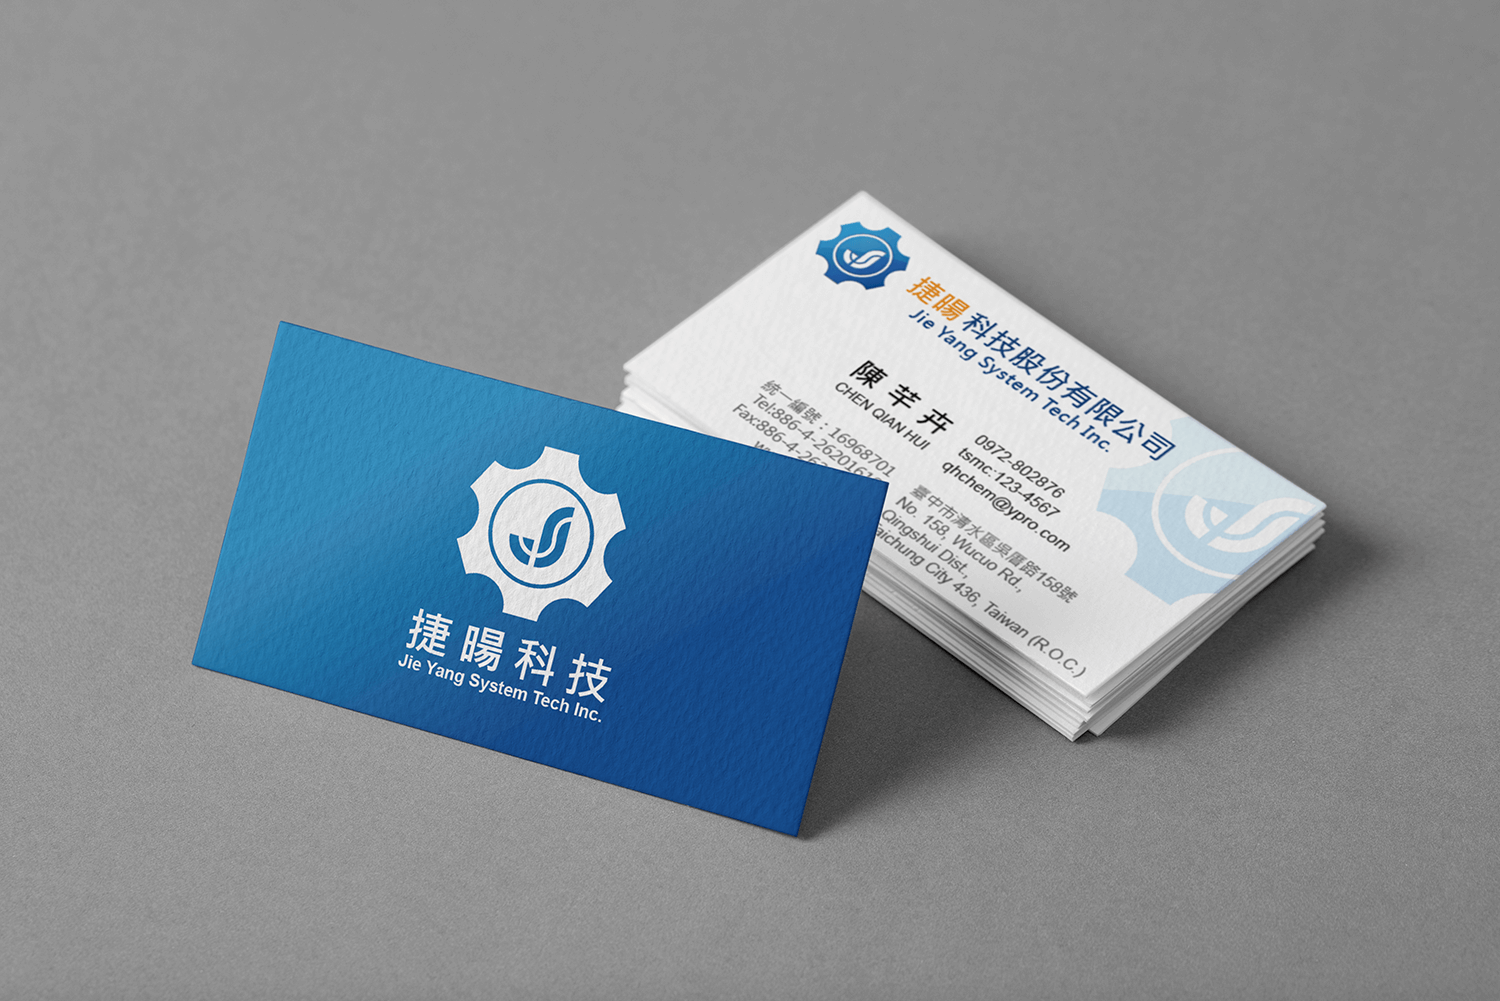 捷暘科技
Jie Yang System Tech Inc.
捷暘科技股份有限公司
Jie Yang System Tech Inc.
陳芊卉
CHEN QIAN HUI
0972-802876
tsmc:123-4567
qhchem@ypro.com
統一編號：16968701
Tel:886-4-2620161
Fax:886-4-26
臺中市清水區吳厝路158號
No. 158, Wucuo Rd.,
Qingshui Dist.,
aichung City 436, Taiwan (R.O.C.)